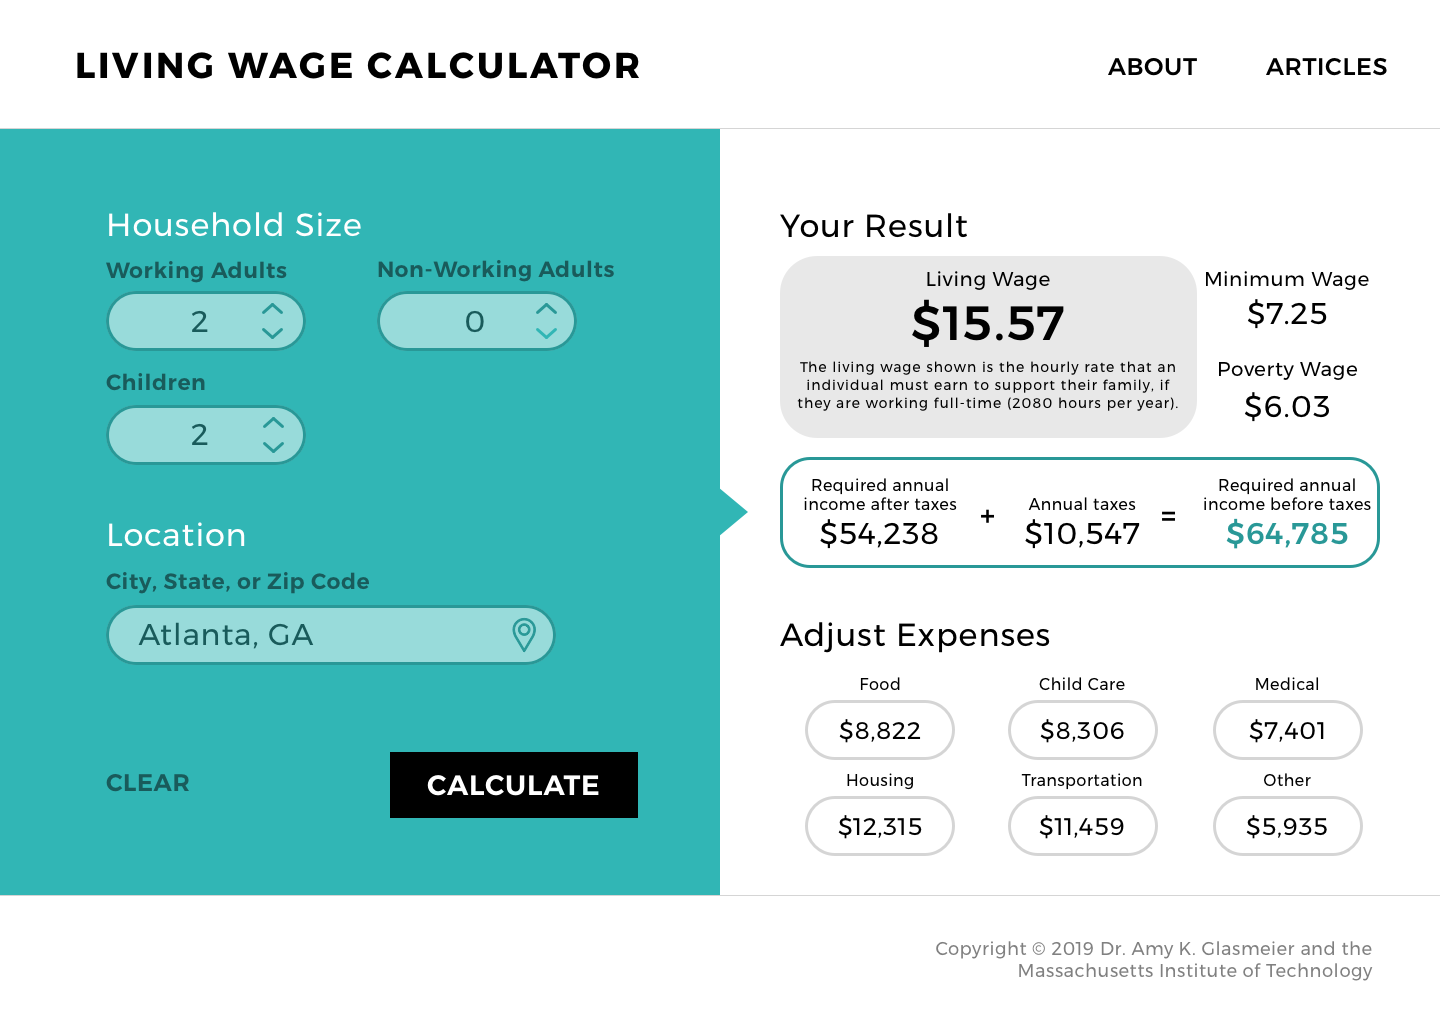 LIVING WAGE CALCULATOR
ABOUT
ARTICLES
Household Size
Working Adults
Non-Working Adults
2
0
Children
2
Location
City, State, or Zip Code
Atlanta, GA
CLEAR
CALCULATE
Your Result
Living Wage
$15.57
The living wage shown is the hourly rate that an
individual must earn to support their family, if
they are working full-time (2080 hours per year).
Minimum Wage
$7.25
Poverty Wage
$6.03
Required annual
income after taxes
$54,238
+
Annual taxes
$10,547
=
Required annual
income before taxes
$64,785
Adjust Expenses
Food
Child Care
Medical
$8,822
$8,306
$7,401
Housing
Transportation
Other
$12,315
$11,459
$5,935
Copyright © 2019 Dr. Amy K. Glasmeier and the
Massachusetts Institute of Technology